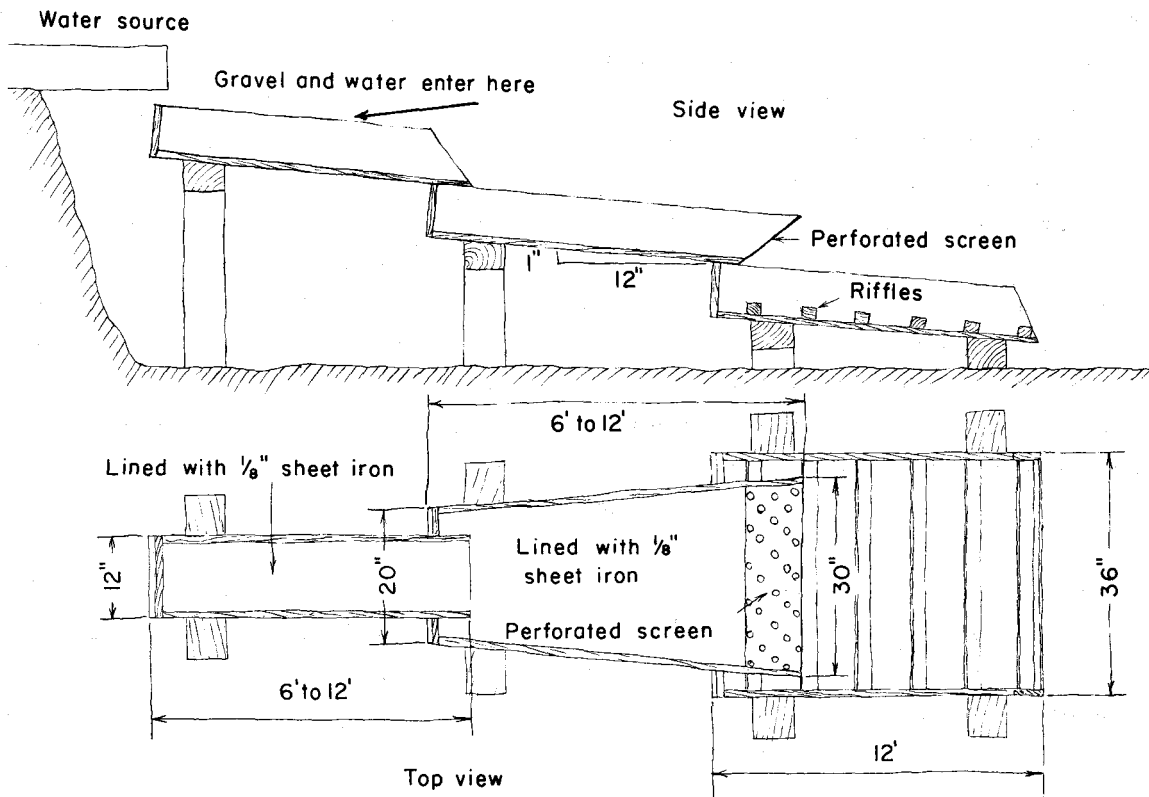 Water source
Gravel and water enter here
Side view
Perforated screen
1"
12"
Riffles
6' to 12'
Lined with 1/8" sheet iron
12"
20"
Lined with 1/8"
sheet iron
30"
36"
Perforated screen
6' to 12'
12'
Top view